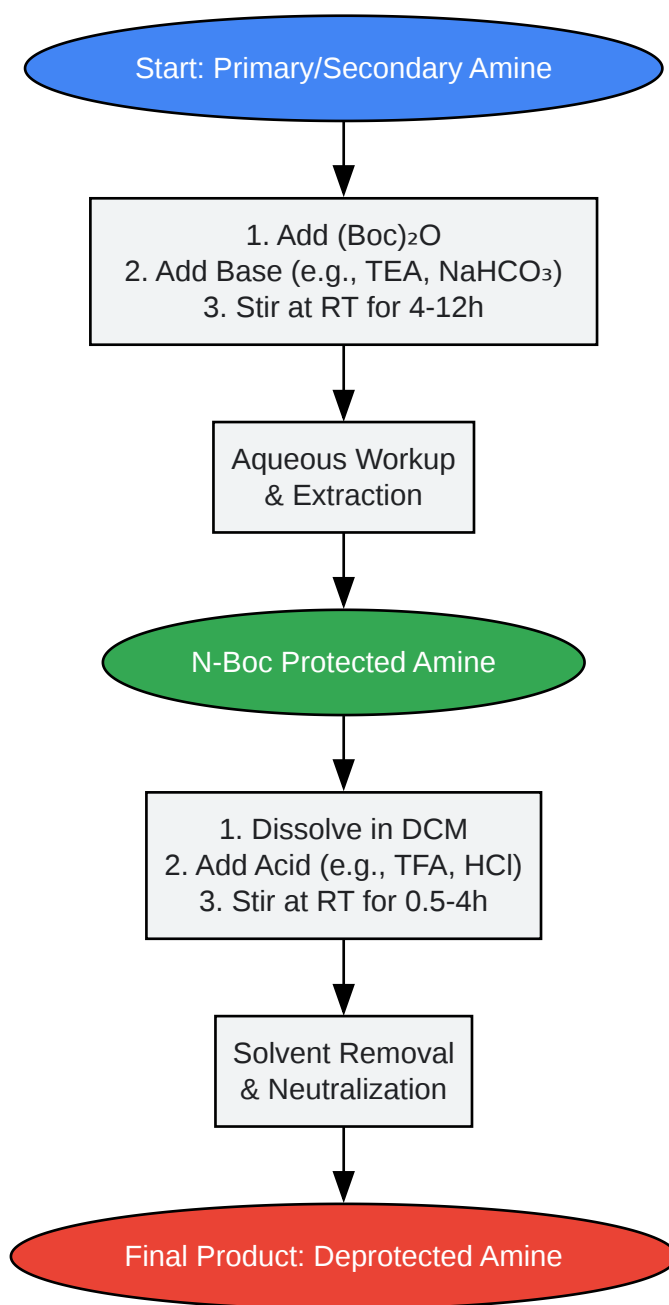 Start: Primary/Secondary Amine
1. Add (Boc)₂O
2. Add Base (e.g., TEA, NaHCO₃)
3. Stir at RT for 4-12h
Aqueous Workup
& Extraction
N-Boc Protected Amine
1. Dissolve in DCM
2. Add Acid (e.g., TFA, HCl)
3. Stir at RT for 0.5-4h
Solvent Removal
& Neutralization
Final Product: Deprotected Amine